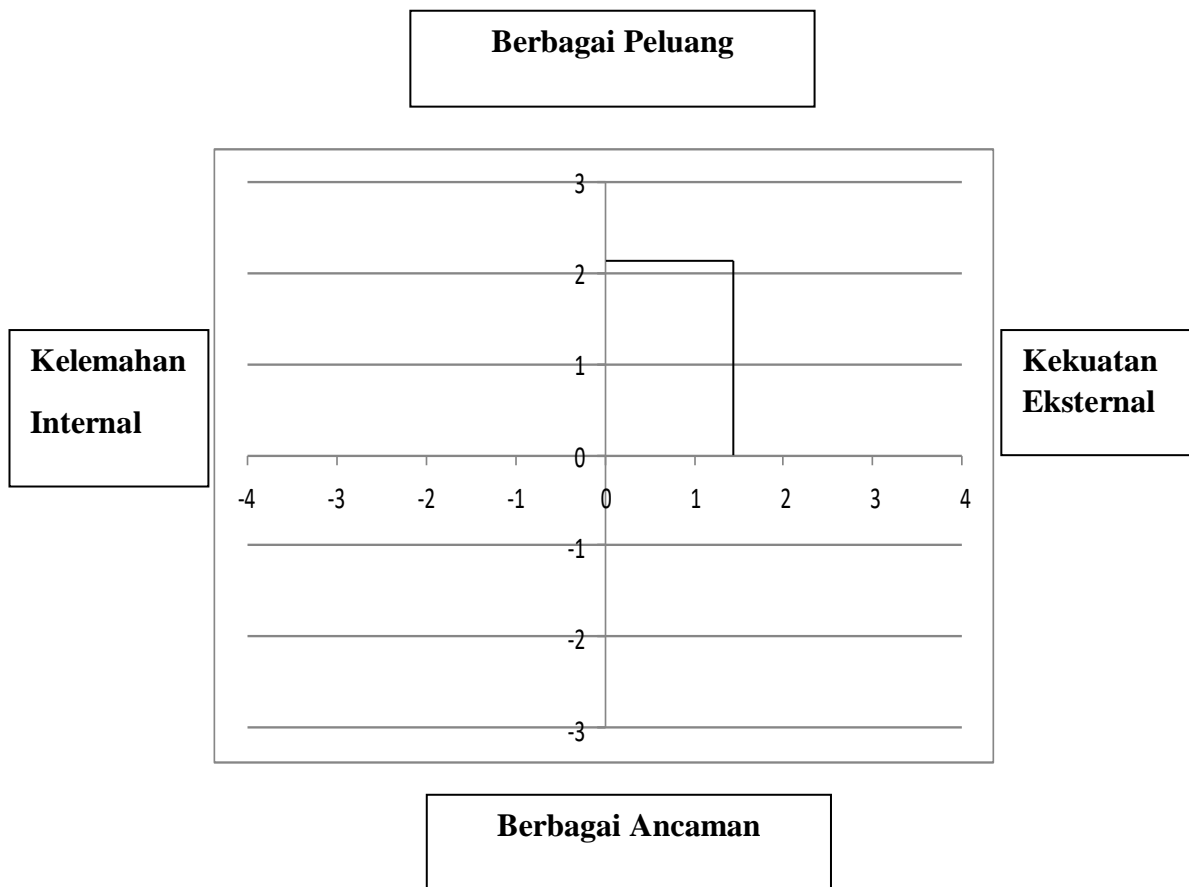 Berbagai Peluang
3
2
1
0
-1
-2
-3
-4 -3 -2 -1 0 1 2 3 4
Kelemahan
Internal
Kekuatan
Eksternal
Berbagai Ancaman